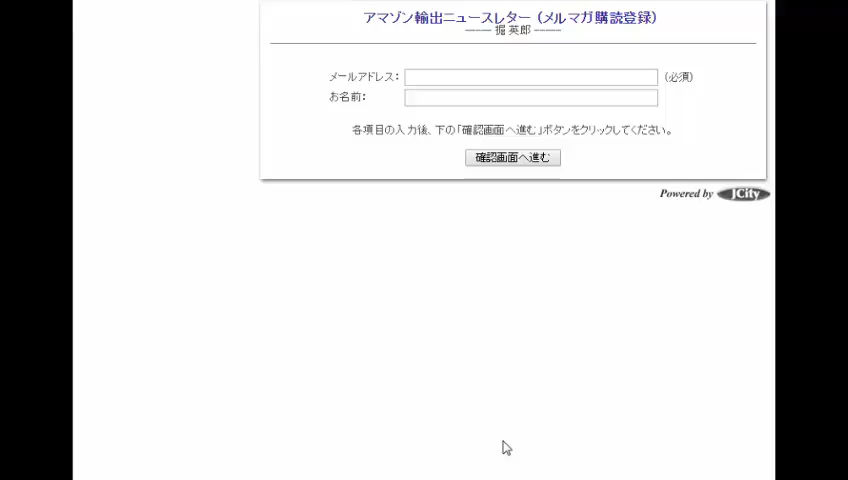 アマゾン輸出ニュースレター（メルマガ購読登録）
――― 掘 英郎 ―――
メールアドレス： (必須)
お名前：
各項目の入力後、下の「確認画面へ進む」ボタンをクリックしてください。
確認画面へ進む
Powered by JCity